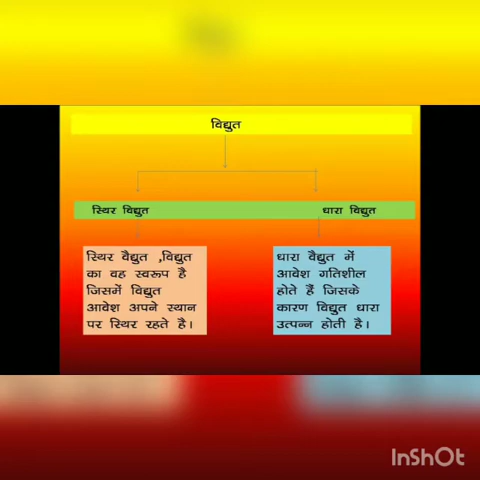 विद्युत
स्थिर विद्युत
धारा विद्युत
स्थिर वैद्युत ,विद्युत
का वह स्वरूप है
जिसमें विद्युत
आवेश अपने स्थान
पर स्थिर रहते है।
धारा वैद्युत में
आवेश गतिशील
होते हैं जिसके
कारण विद्युत धारा
उत्पन्न होती है।
InShOt